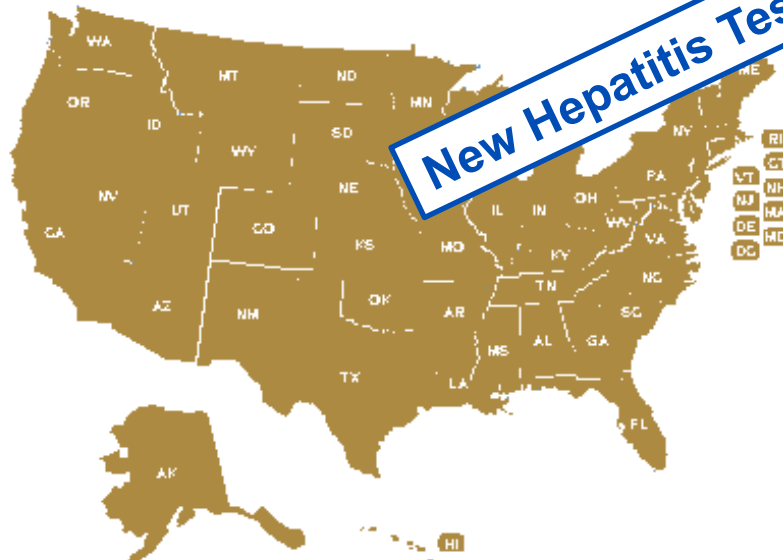 New Hepatitis Tes
WA
MT
ND
MN
ME
OR
ID
SD
NY
WY
RI
CT
NE
PA
VT
NH
NV
UT
IL
IN
OH
NJ
MA
CA
CO
KS
MO
WV
VA
DE
MD
KY
DC
NC
TN
AZ
NM
OK
AR
SC
MS
AL
GA
TX
LA
FL
AK
HI